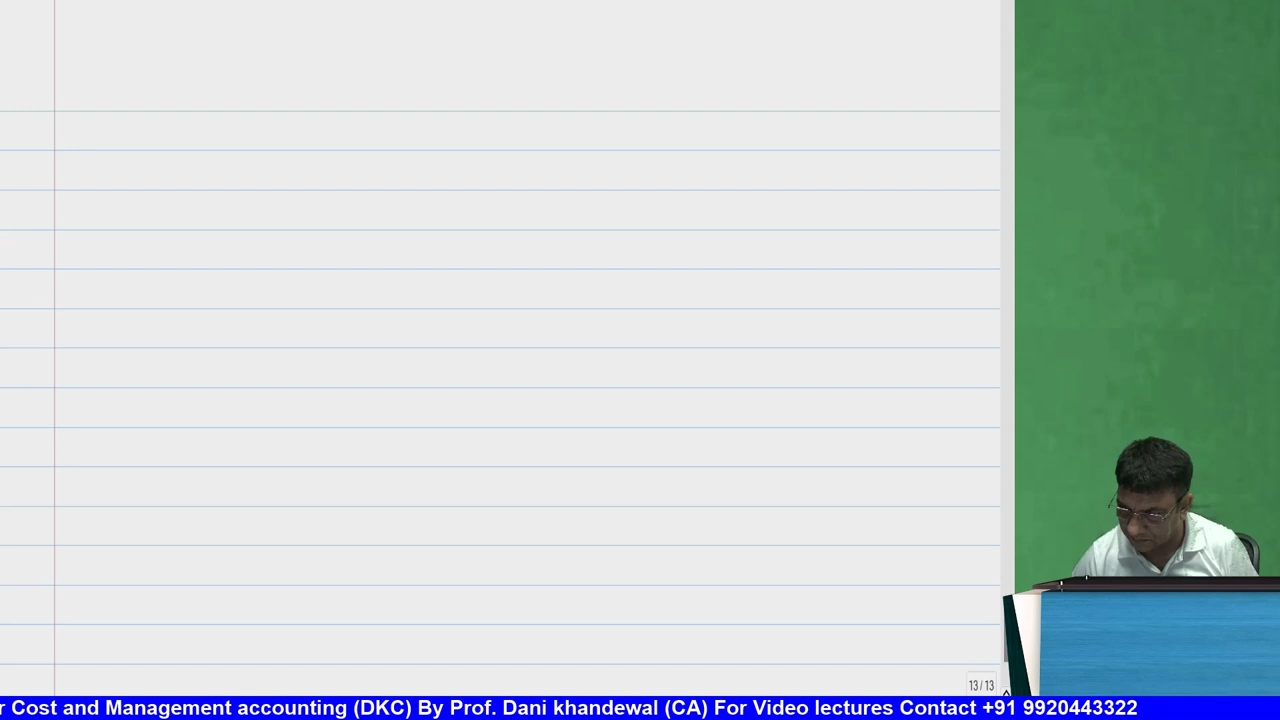 13 / 13
r Cost and Management accounting (DKC) By Prof. Dani khandewal (CA) For Video lectures Contact +91 9920443322